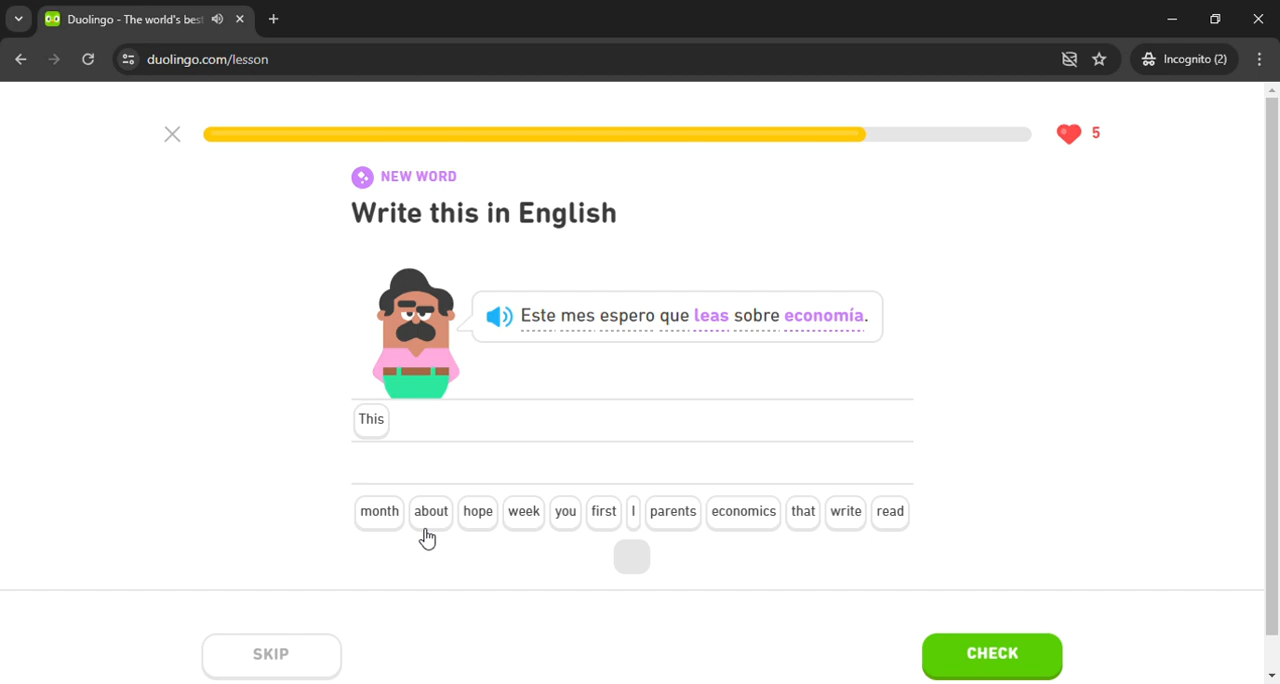 Duolingo - The world's best
duolingo.com/lesson
Incognito (2)
5
NEW WORD
Write this in English
Este mes espero que leas sobre economía.
This
month about hope week you first I parents economics that write read
SKIP
CHECK